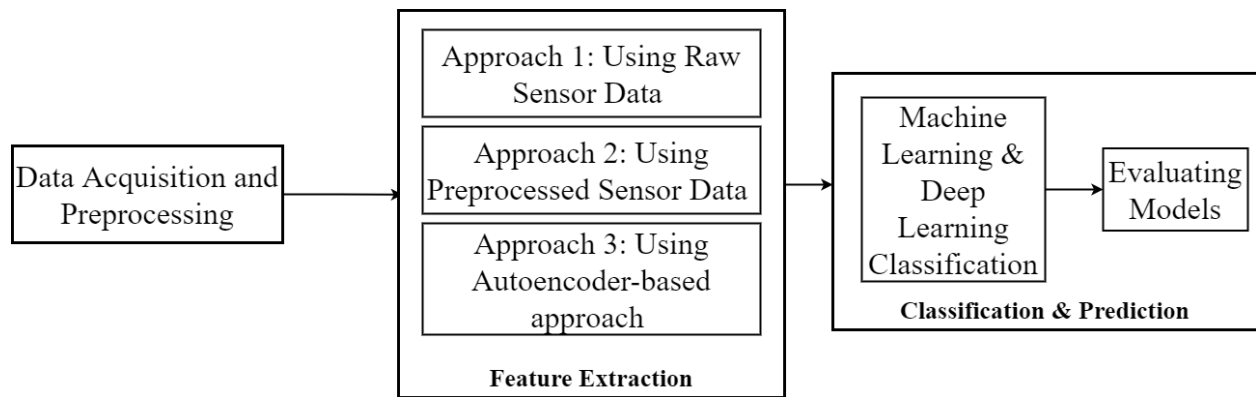 Data Acquisition and
Preprocessing
Approach 1: Using Raw
Sensor Data
Approach 2: Using
Preprocessed Sensor Data
Approach 3: Using
Autoencoder-based
approach
Feature Extraction
Machine
Learning &
Deep
Learning
Classification
Evaluating
Models
Classification & Prediction